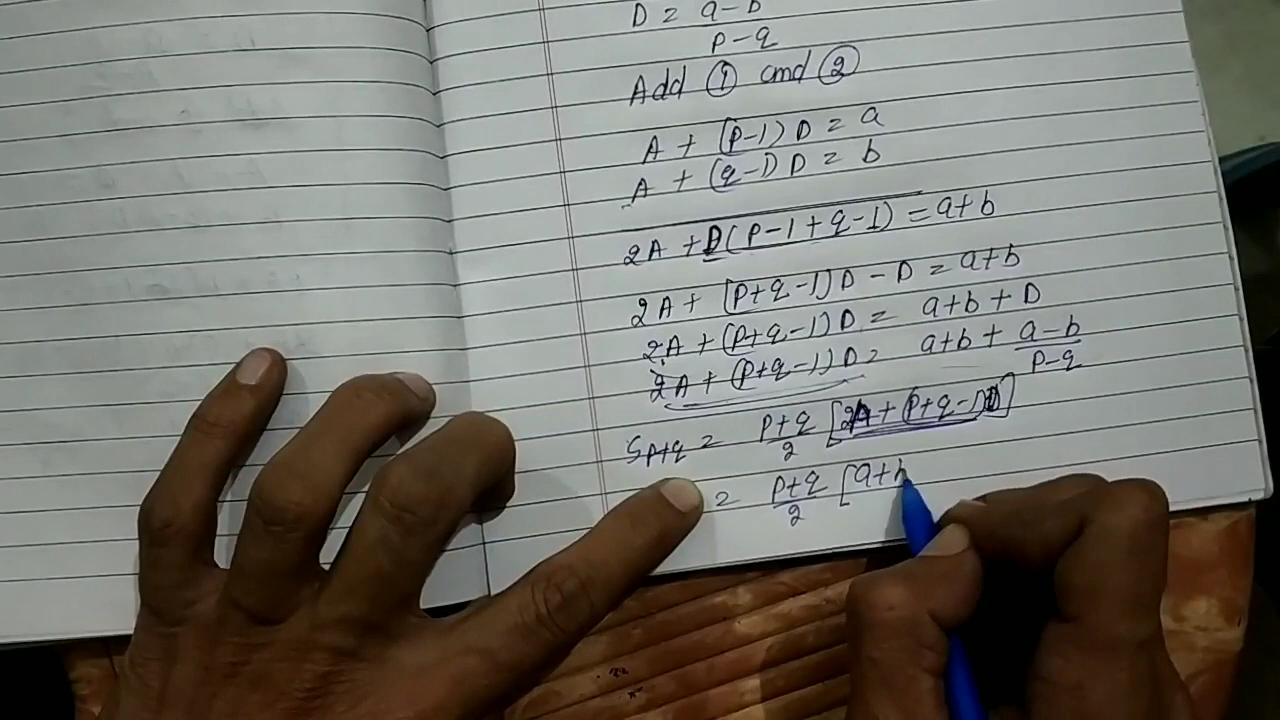 D = a-b
p-q
Add ① and ②
A + (p-1) D = a
A + (q-1) D = b
2A + D(p-1+q-1) = a+b
2A + (p+q-1)D - D = a+b
2A + (p+q-1)D = a+b+D
2A + (p+q-1)D = a+b + a-b
p-q
Sp+q = p+q/2 [2A + (p+q-1)D]
= p+q/2 [a+b